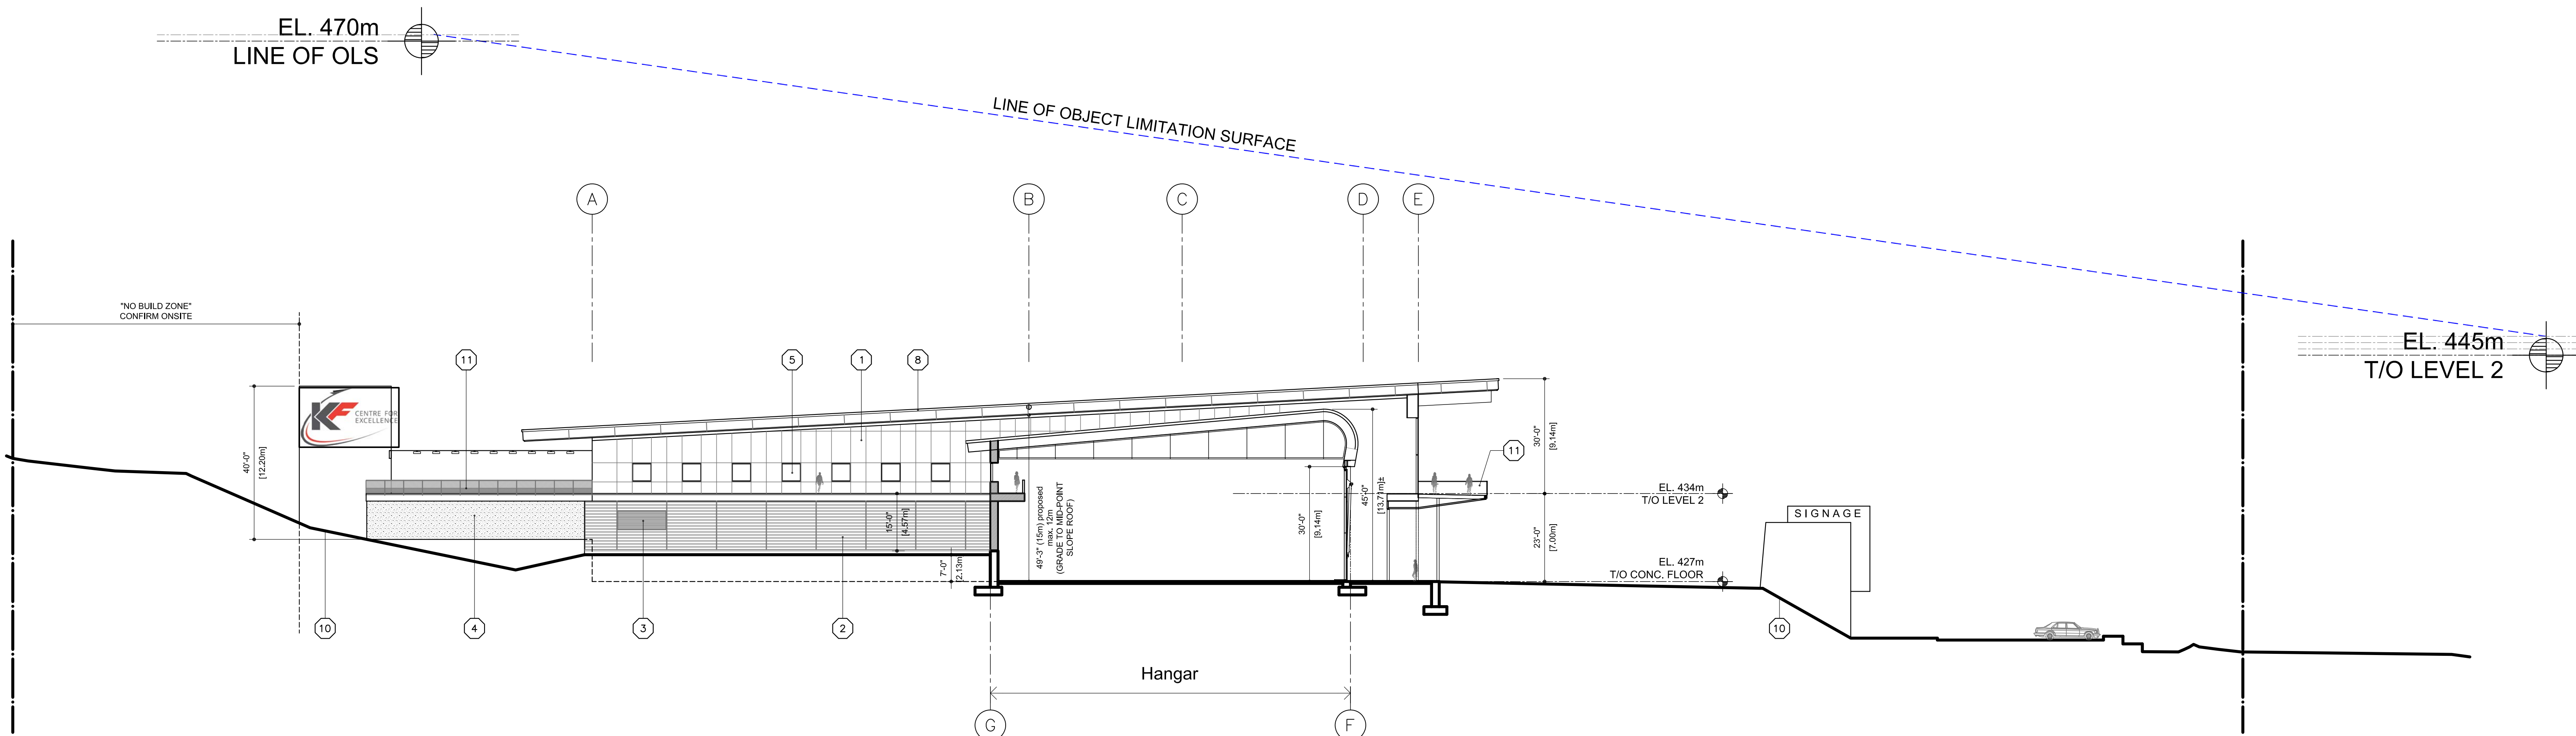 EL. 470m
LINE OF OLS
LINE OF OBJECT LIMITATION SURFACE
A
B
C
D
E
"NO BUILD ZONE"
CONFIRM ONSITE
EL. 445m
T/O LEVEL 2
11
5
1
8
KF
CENTRE FOR
EXCELLENCE
40'-0"
[12.20m]
15'-0"
[4.57m]
7'-0"
[2.13m]
49'-3" (15m) proposed
max. 12m
(GRADE TO MID-POINT
SLOPE ROOF)
30'-0"
[9.14m]
45'-0"
[13.71m]±
30'-0"
[9.14m]
11
23'-0"
[7.00m]
EL. 434m
T/O LEVEL 2
EL. 427m
T/O CONC. FLOOR
SIGNAGE
10
4
3
2
10
Hangar
G
F